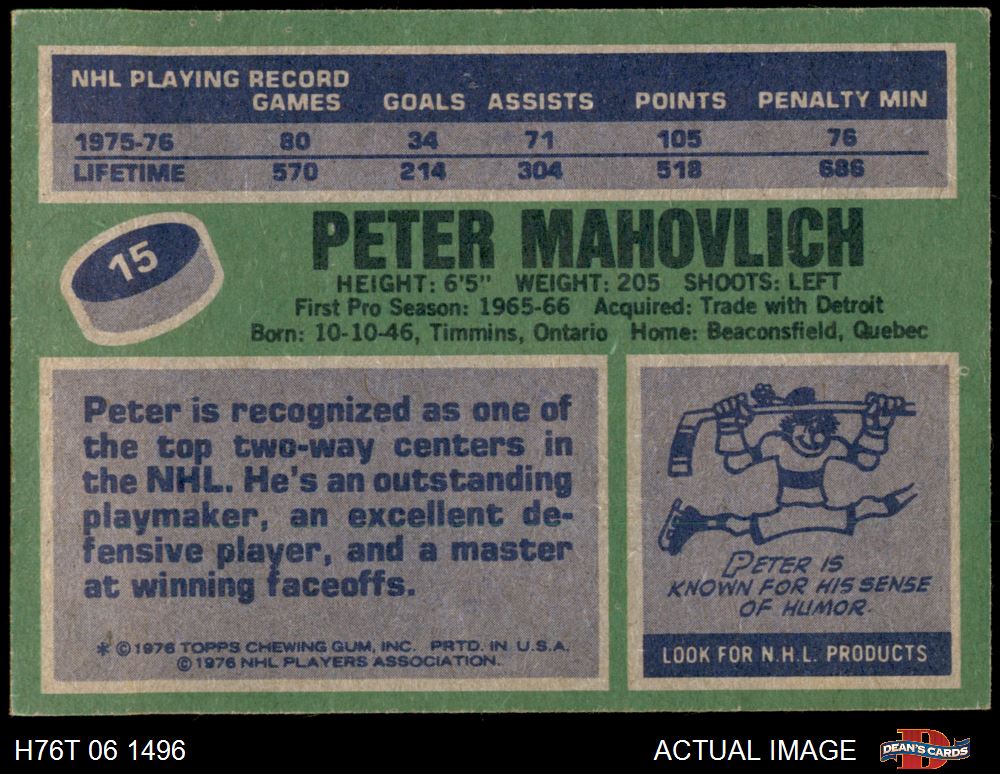 NHL PLAYING RECORD
GAMES GOALS ASSISTS POINTS PENALTY MIN
1975-76 80 34 71 105 76
LIFETIME 570 214 304 518 686
15
PETER MAHOVLICH
HEIGHT: 6'5" WEIGHT: 205 SHOOTS: LEFT
First Pro Season: 1965-66 Acquired: Trade with Detroit
Born: 10-10-46, Timmins, Ontario Home: Beaconsfield, Quebec
Peter is recognized as one of
the top two-way centers in
the NHL. He's an outstanding
playmaker, an excellent de-
fensive player, and a master
at winning faceoffs.
* © 1976 TOPPS CHEWING GUM, INC. PRTD. IN U.S.A.
© 1976 NHL PLAYERS ASSOCIATION.
PETER IS
KNOWN FOR HIS SENSE
OF HUMOR.
LOOK FOR N.H.L. PRODUCTS
H76T 06 1496
ACTUAL IMAGE
B
DEAN'S CARDS